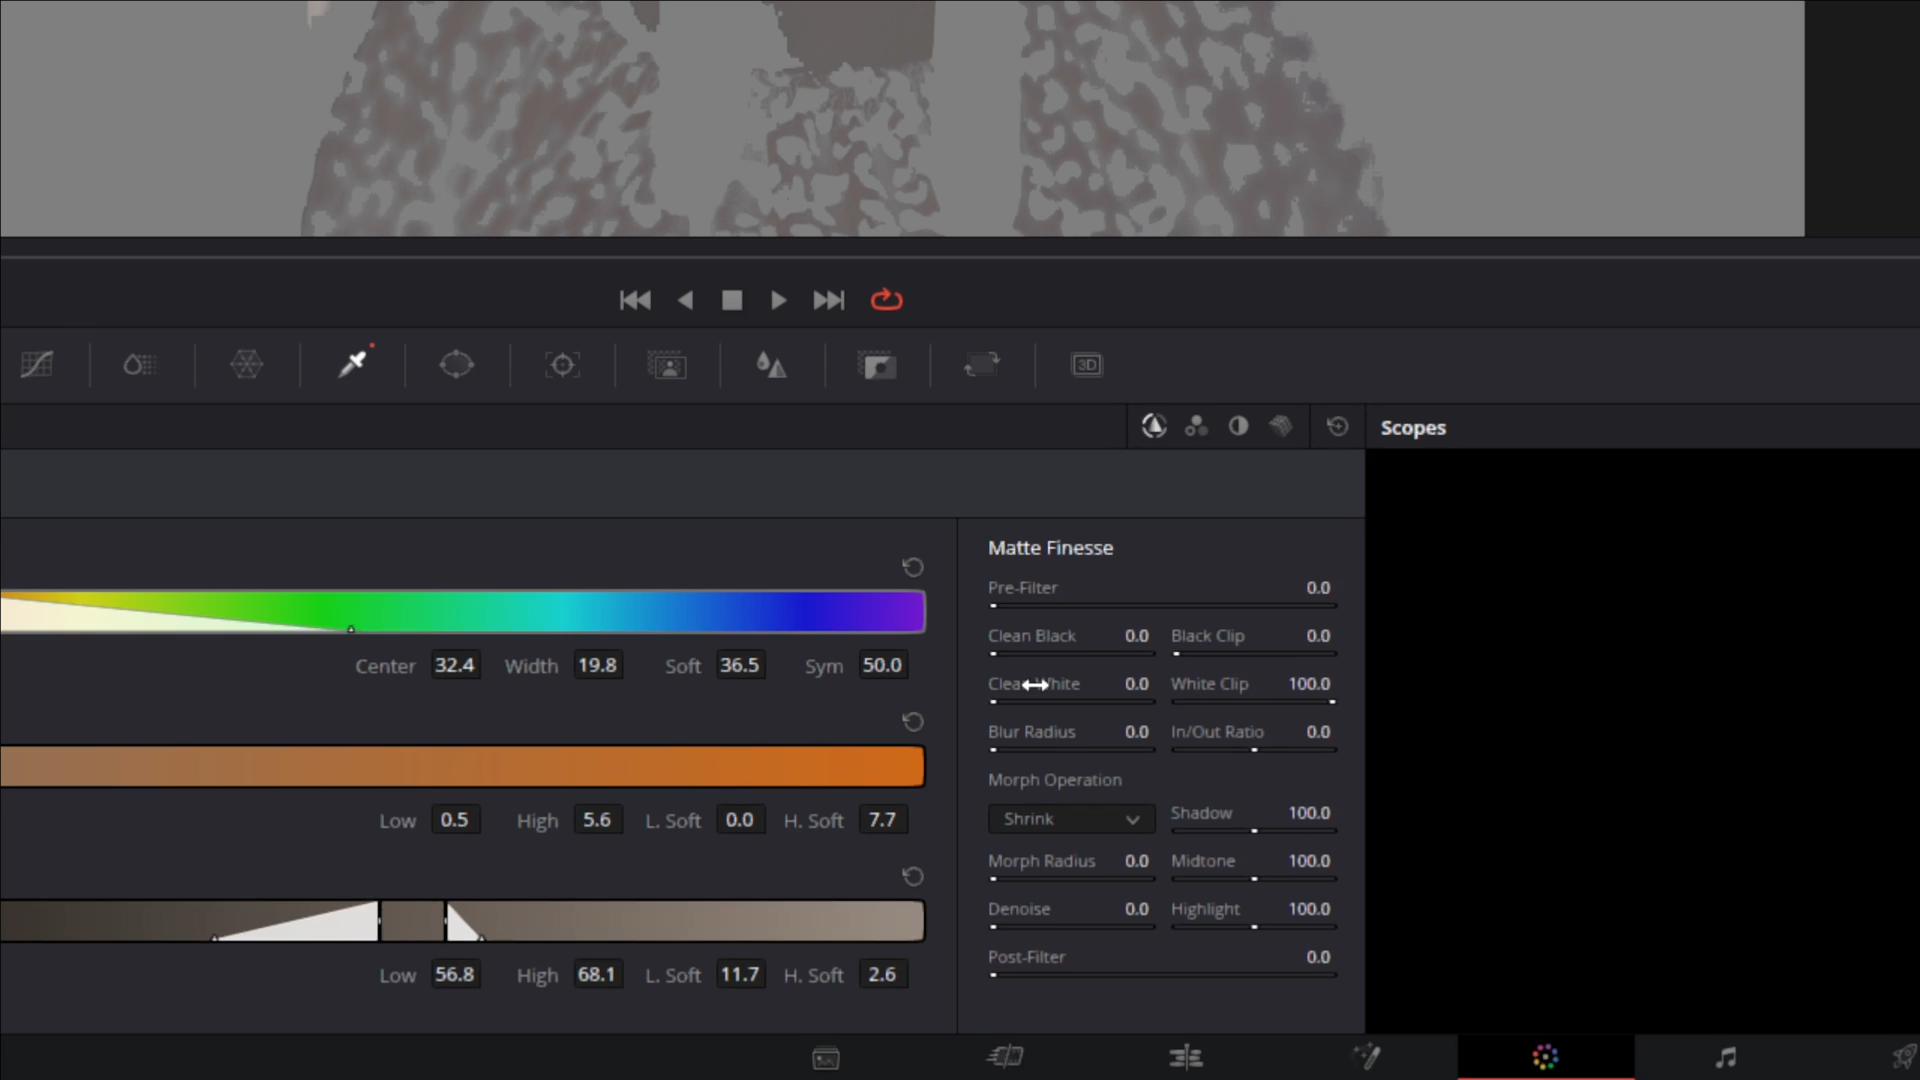 3D
Scopes
Matte Finesse
Pre-Filter 0.0
Clean Black 0.0 Black Clip 0.0
Clean White 0.0 White Clip 100.0
Blur Radius 0.0 In/Out Ratio 0.0
Morph Operation
Shrink Shadow 100.0
Morph Radius 0.0 Midtone 100.0
Denoise 0.0 Highlight 100.0
Post-Filter 0.0
Center 32.4 Width 19.8 Soft 36.5 Sym 50.0
Low 0.5 High 5.6 L. Soft 0.0 H. Soft 7.7
Low 56.8 High 68.1 L. Soft 11.7 H. Soft 2.6